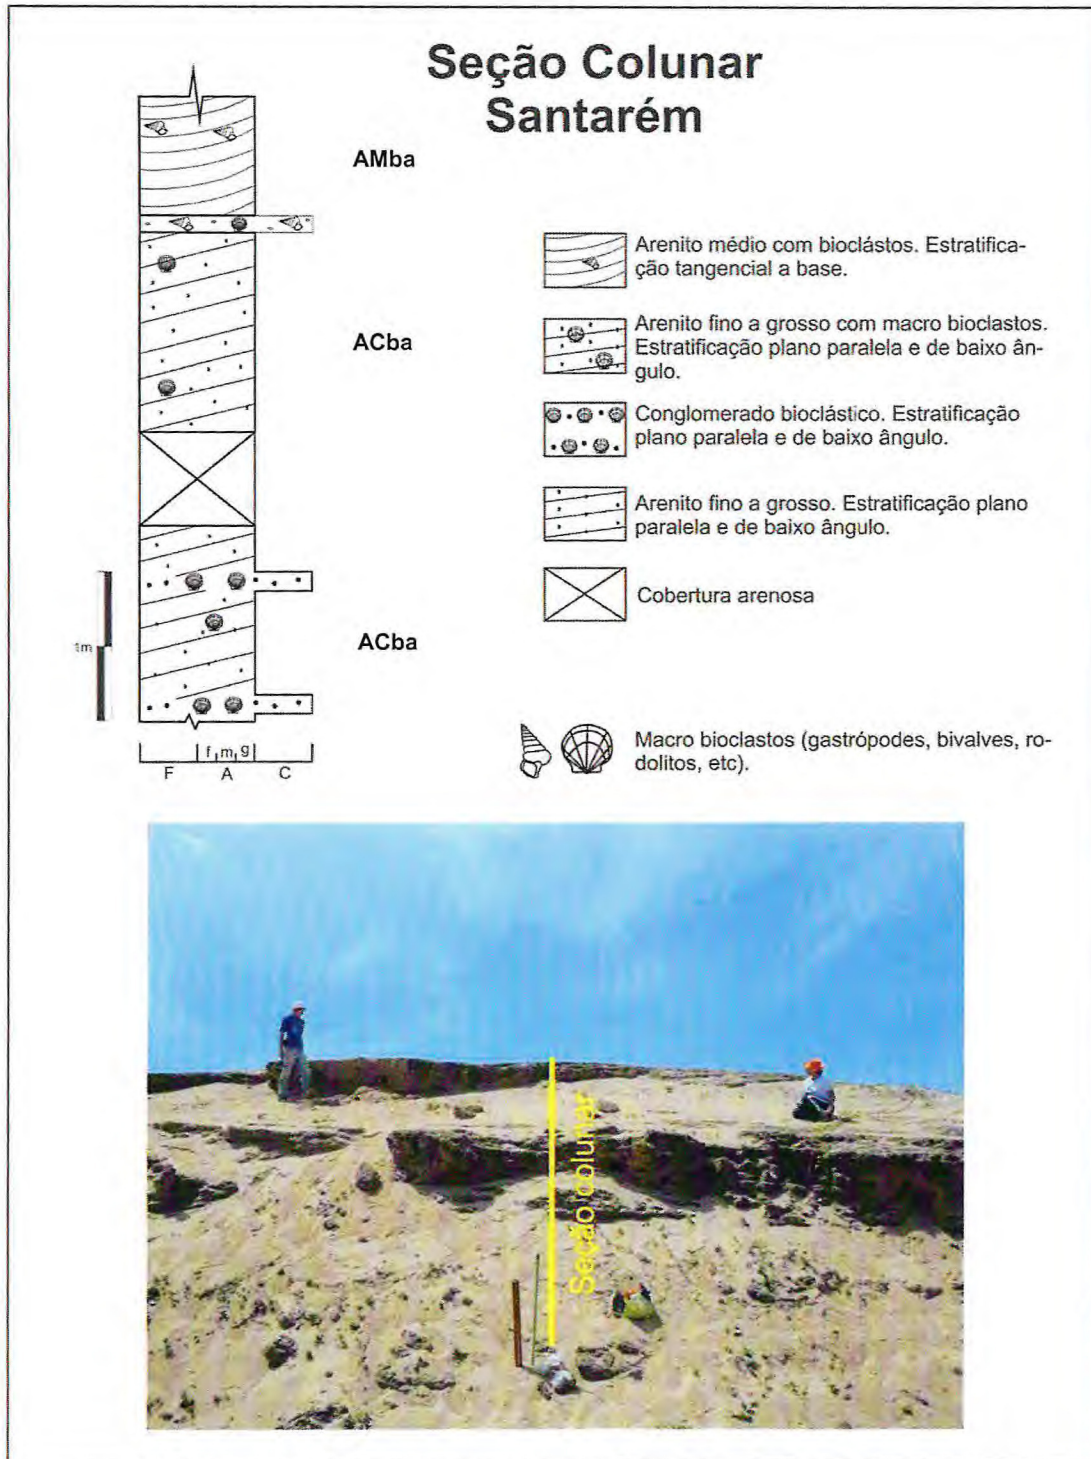 Seção Colunar
Santarém
AMba
ACba
ACba
Arenito médio com bioclástos. Estratifica-
ção tangencial a base.
Arenito fino a grosso com macro bioclastos.
Estratificação plano paralela e de baixo ân-
gulo.
Conglomerado bioclástico. Estratificação
plano paralela e de baixo ângulo.
Arenito fino a grosso. Estratificação plano
paralela e de baixo ângulo.
Cobertura arenosa
1m
f m g
F A C
Macro bioclastos (gastrópodes, bivalves, ro-
dolitos, etc).
Seção colunar